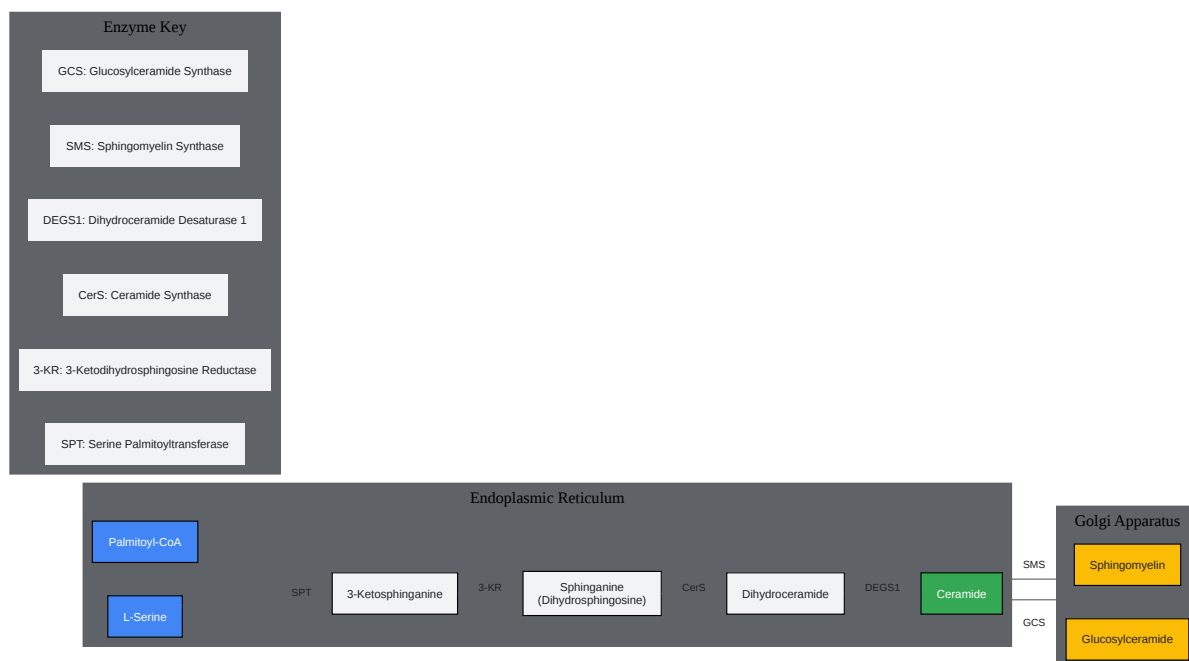 Enzyme Key
GCS: Glucosylceramide Synthase
SMS: Sphingomyelin Synthase
DEGS1: Dihydroceramide Desaturase 1
CerS: Ceramide Synthase
3-KR: 3-Ketodihydrosphingosine Reductase
SPT: Serine Palmitoyltransferase
Endoplasmic Reticulum
Palmitoyl-CoA
L-Serine
SPT
3-Ketosphinganine
3-KR
Sphinganine
(Dihydrosphingosine)
CerS
Dihydroceramide
DEGS1
Ceramide
SMS
GCS
Golgi Apparatus
Sphingomyelin
Glucosylceramide